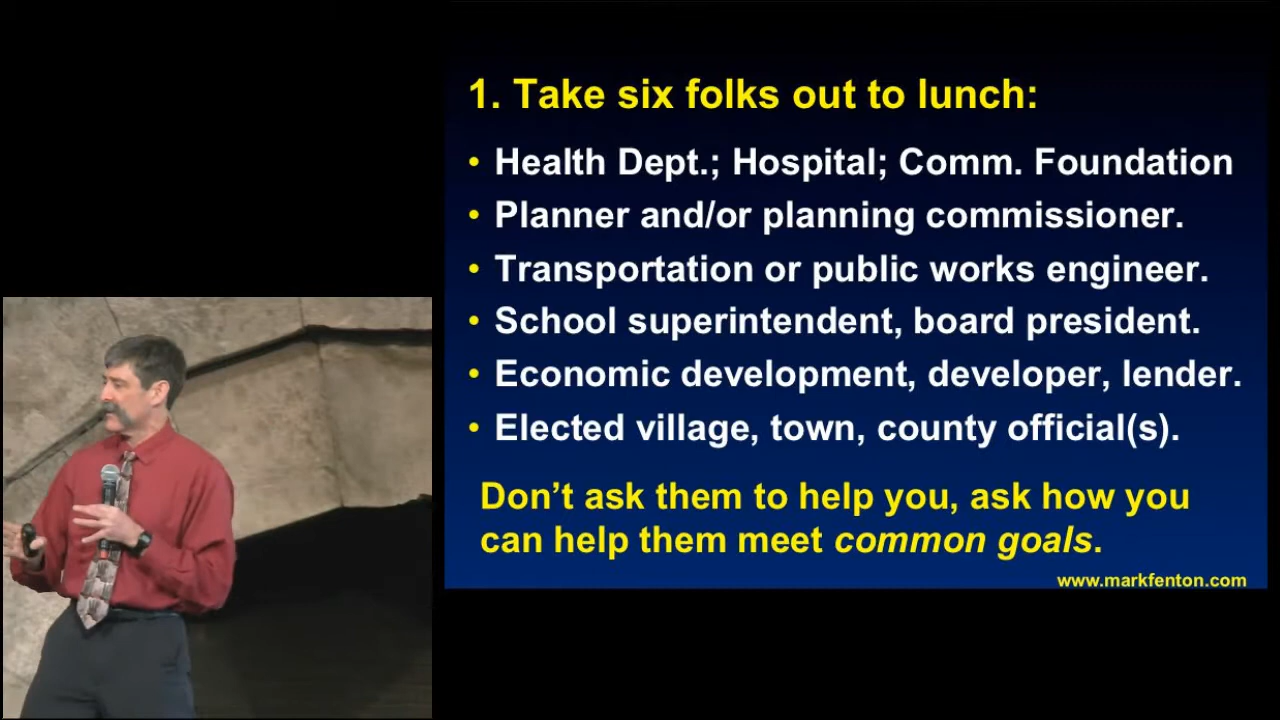 1. Take six folks out to lunch:
• Health Dept.; Hospital; Comm. Foundation
• Planner and/or planning commissioner.
• Transportation or public works engineer.
• School superintendent, board president.
• Economic development, developer, lender.
• Elected village, town, county official(s).
Don’t ask them to help you, ask how you
can help them meet common goals.
www.markfenton.com